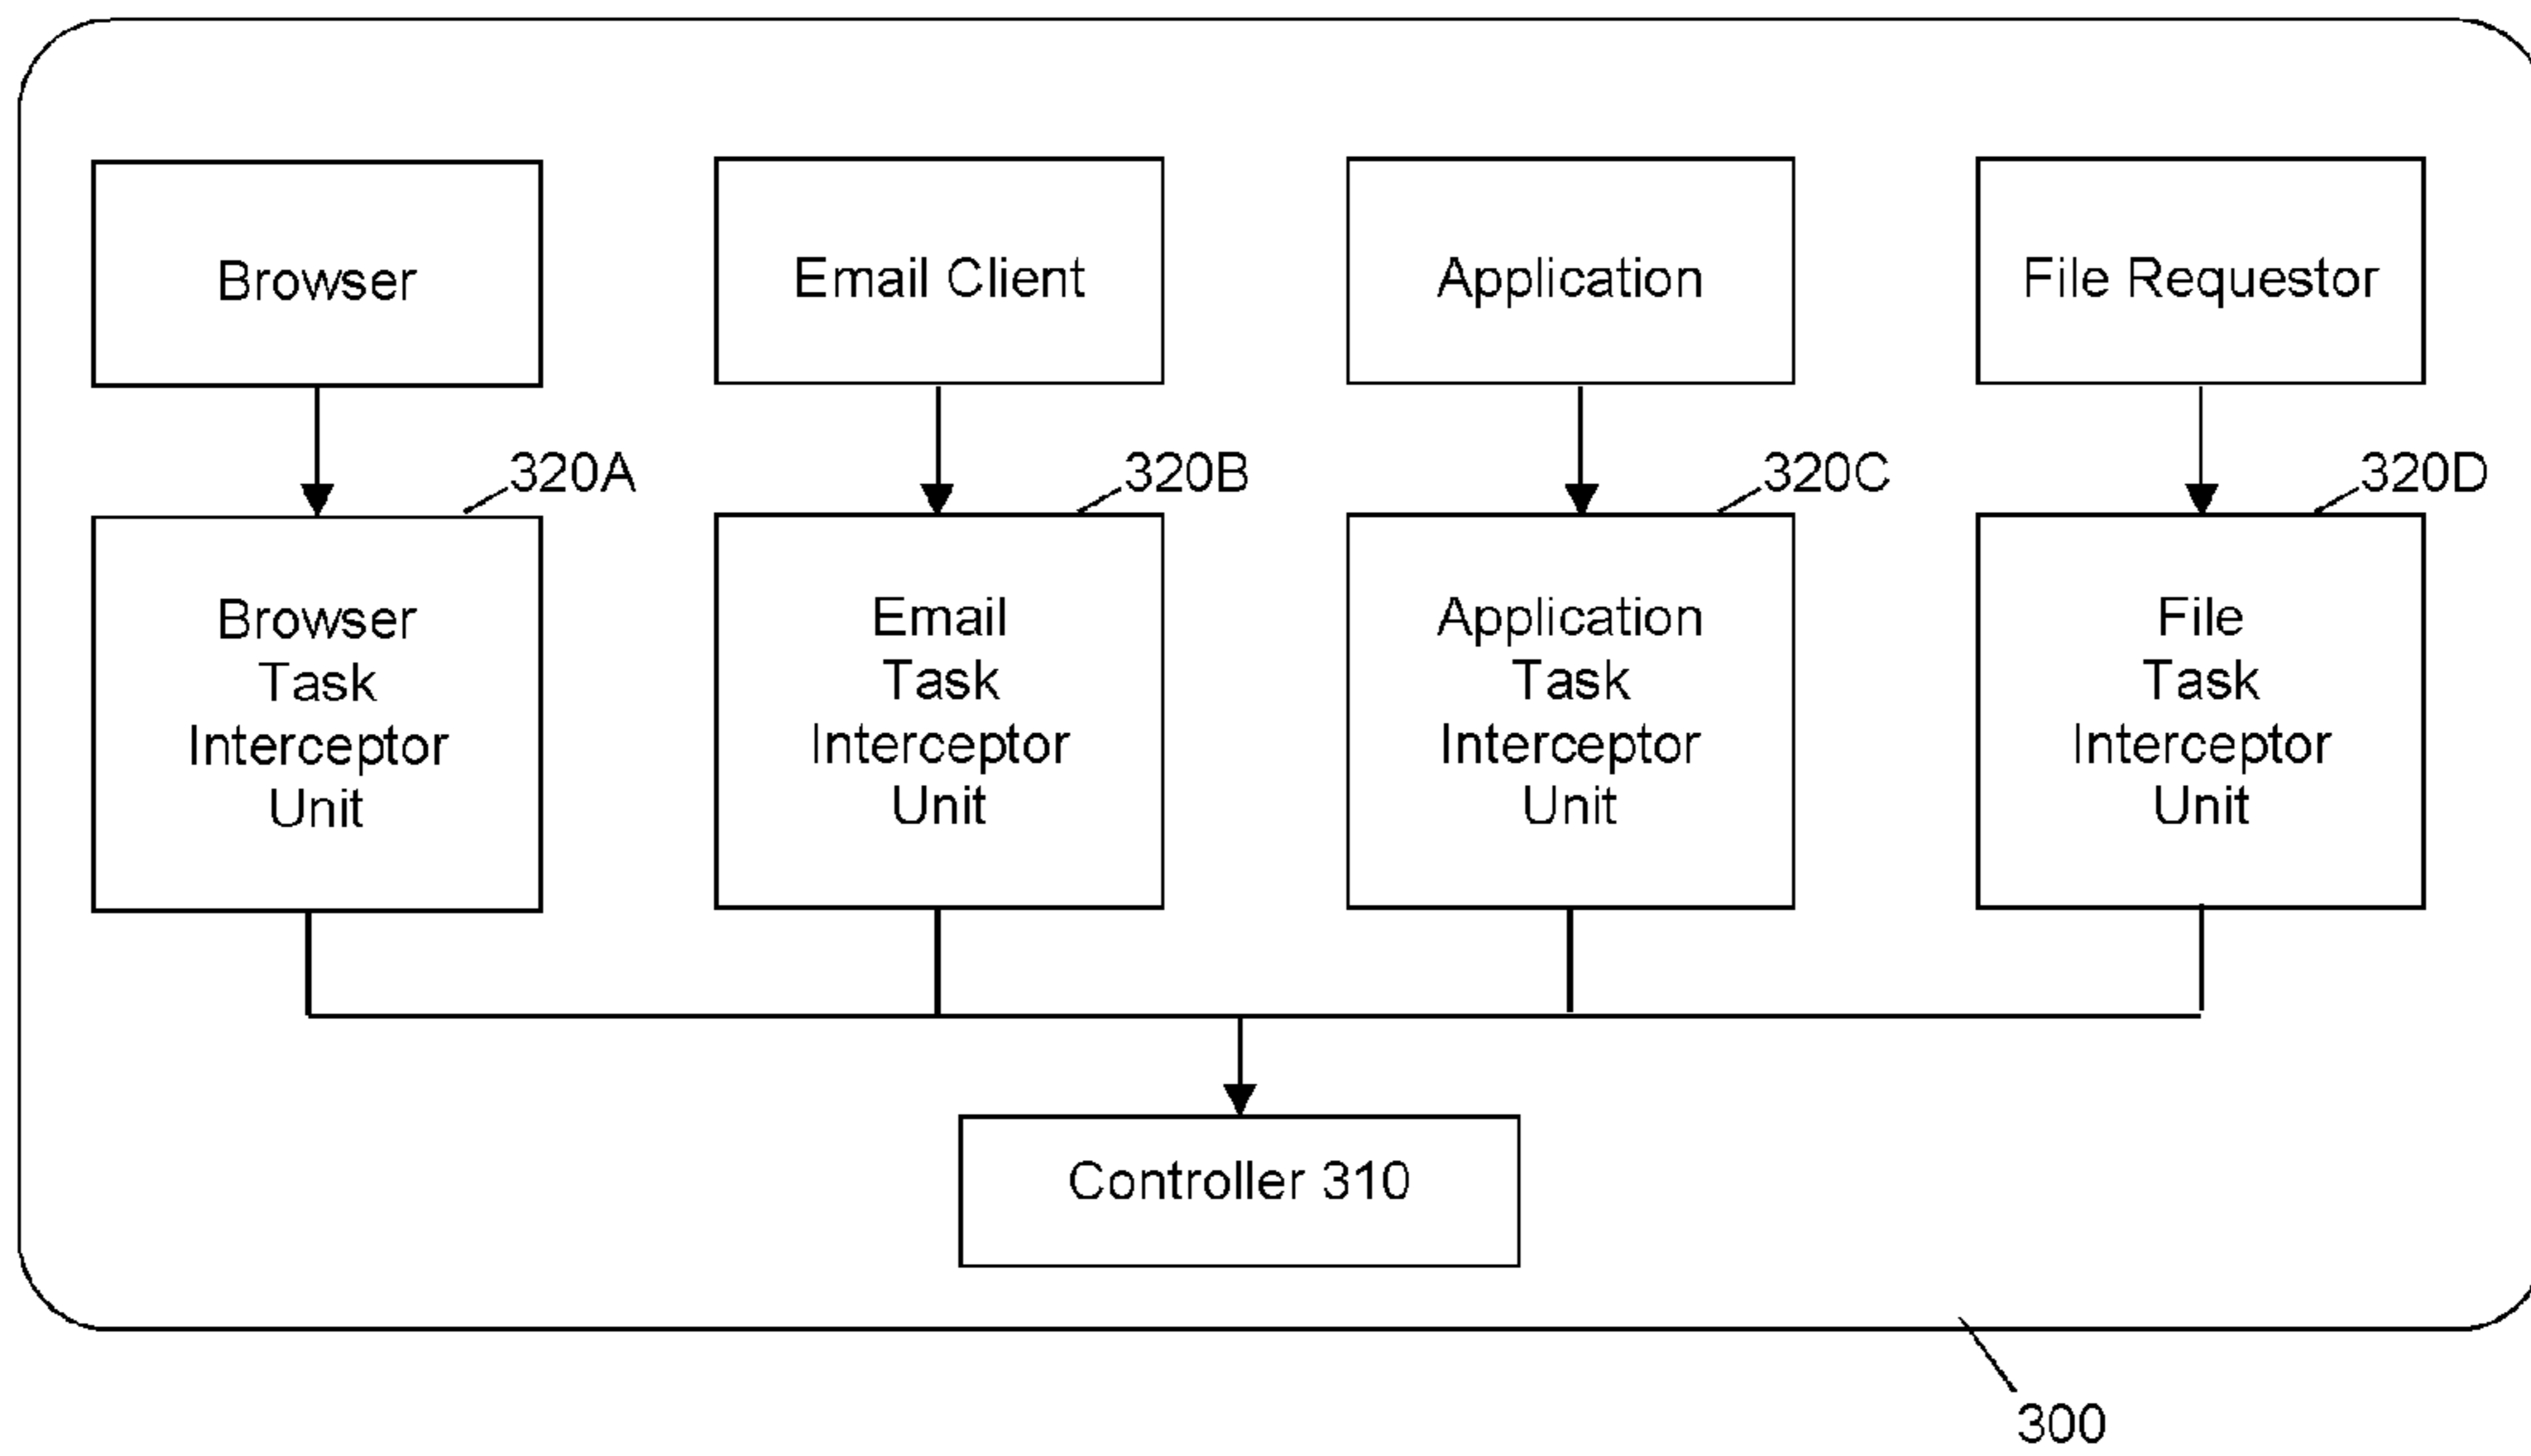 Browser
Email Client
Application
File Requestor
320A
320B
320C
320D
Browser
Task
Interceptor
Unit
Email
Task
Interceptor
Unit
Application
Task
Interceptor
Unit
File
Task
Interceptor
Unit
Controller 310
300